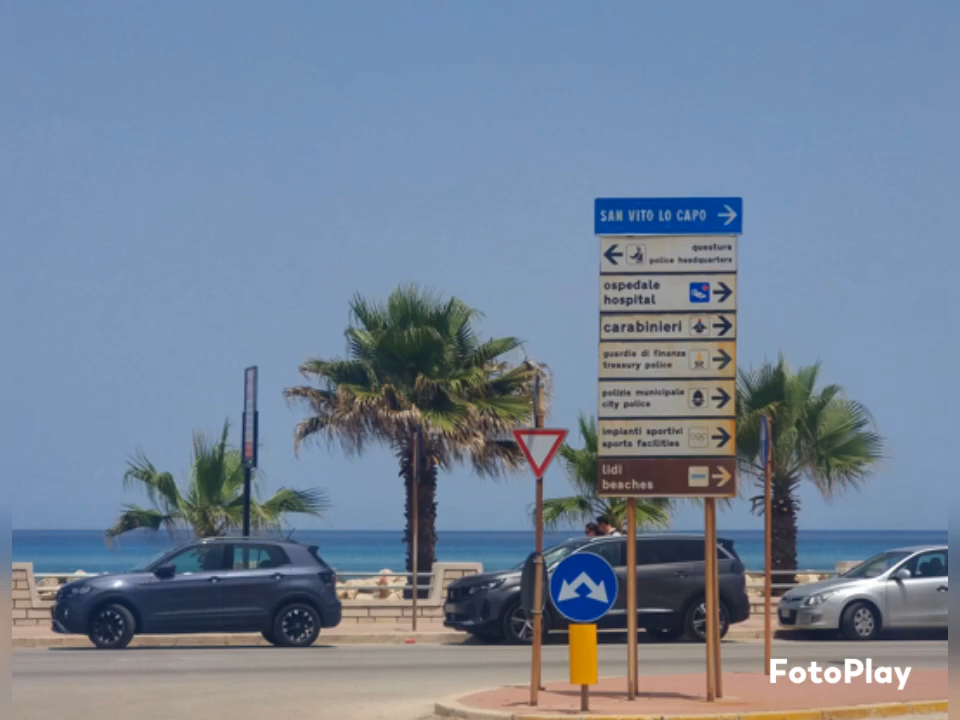 SAN VITO LO CAPO
questura
police headquarters
ospedale
hospital
carabinieri
guardia di finanza
treasury police
polizia municipale
city police
impianti sportivi
sports facilities
lidi
beaches
FotoPlay